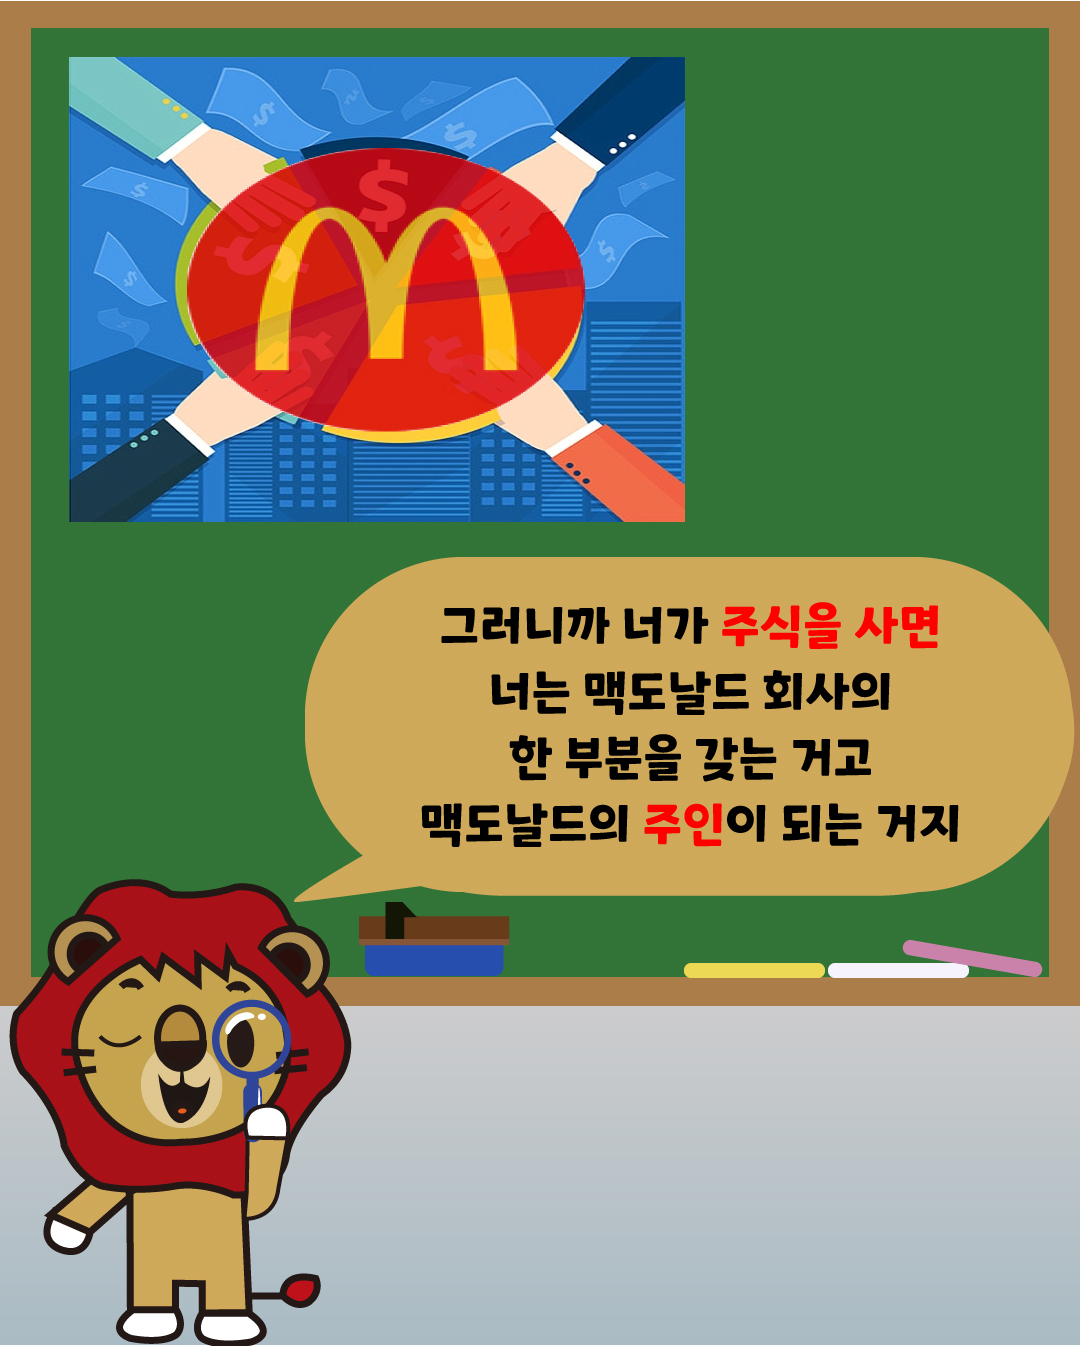 그러니까 너가 주식을 사면
너는 맥도날드 회사의
한 부분을 갖는 거고
맥도날드의 주인이 되는 거지